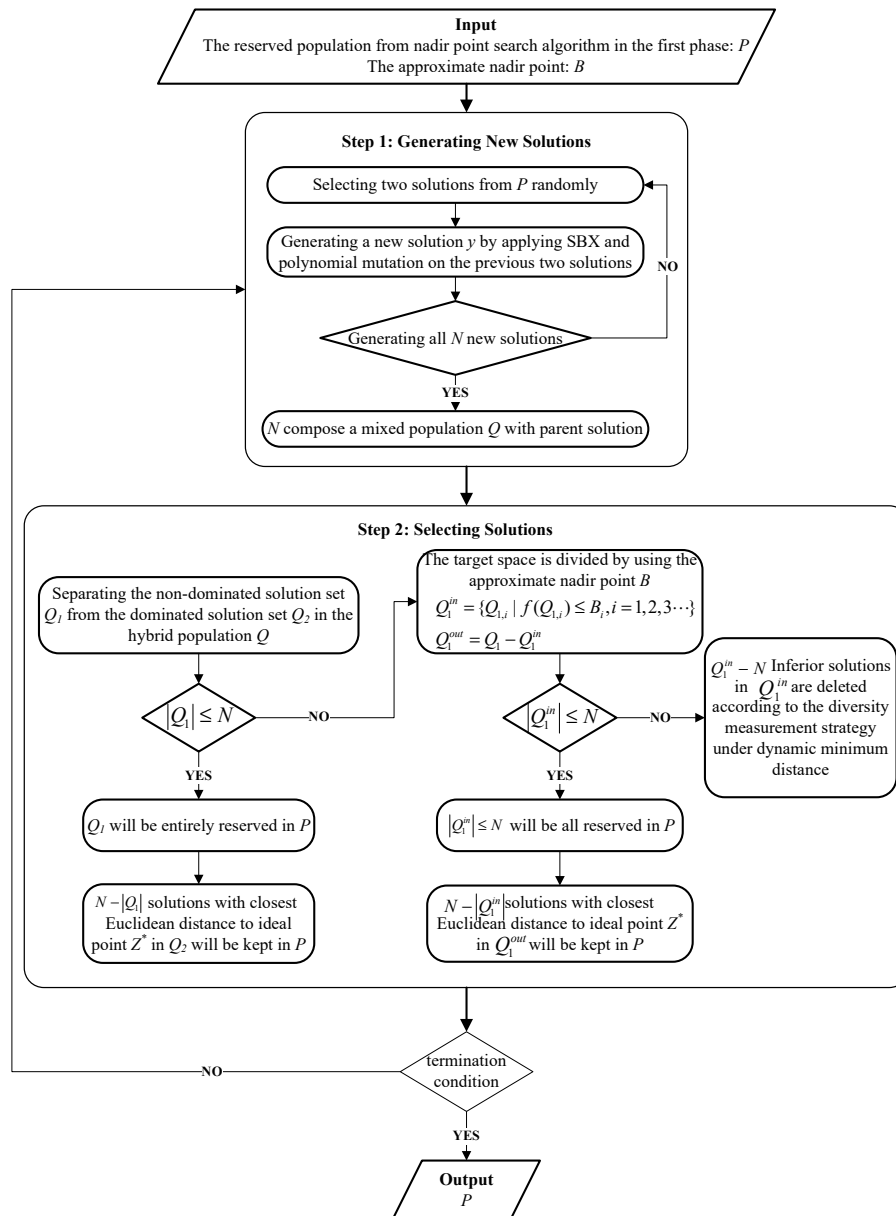 Input
The reserved population from nadir point search algorithm in the first phase: P
The approximate nadir point: B
Step 1: Generating New Solutions
Selecting two solutions from P randomly
Generating a new solution y by applying SBX and
polynomial mutation on the previous two solutions
NO
Generating all N new solutions
YES
N compose a mixed population Q with parent solution
Step 2: Selecting Solutions
Separating the non-dominated solution set
Q₁ from the dominated solution set Q₂ in the
hybrid population Q
|Q₁| ≤ N
NO
YES
Q₁ will be entirely reserved in P
N −|Q₁| solutions with closest
Euclidean distance to ideal
point Z* in Q₂ will be kept in P
The target space is divided by using the
approximate nadir point B
Q₁^in = {Q₁,ᵢ | f(Q₁,ᵢ) ≤ Bᵢ, i = 1,2,3⋯}
Q₁^out = Q₁ − Q₁^in
|Q₁^in| ≤ N
NO
YES
|Q₁^in| ≤ N will be all reserved in P
N −|Q₁^in| solutions with closest
Euclidean distance to ideal point Z*
in Q₁^out will be kept in P
Q₁^in − N Inferior solutions
in Q₁^in are deleted
according to the diversity
measurement strategy
under dynamic minimum
distance
termination
condition
NO
YES
Output
P